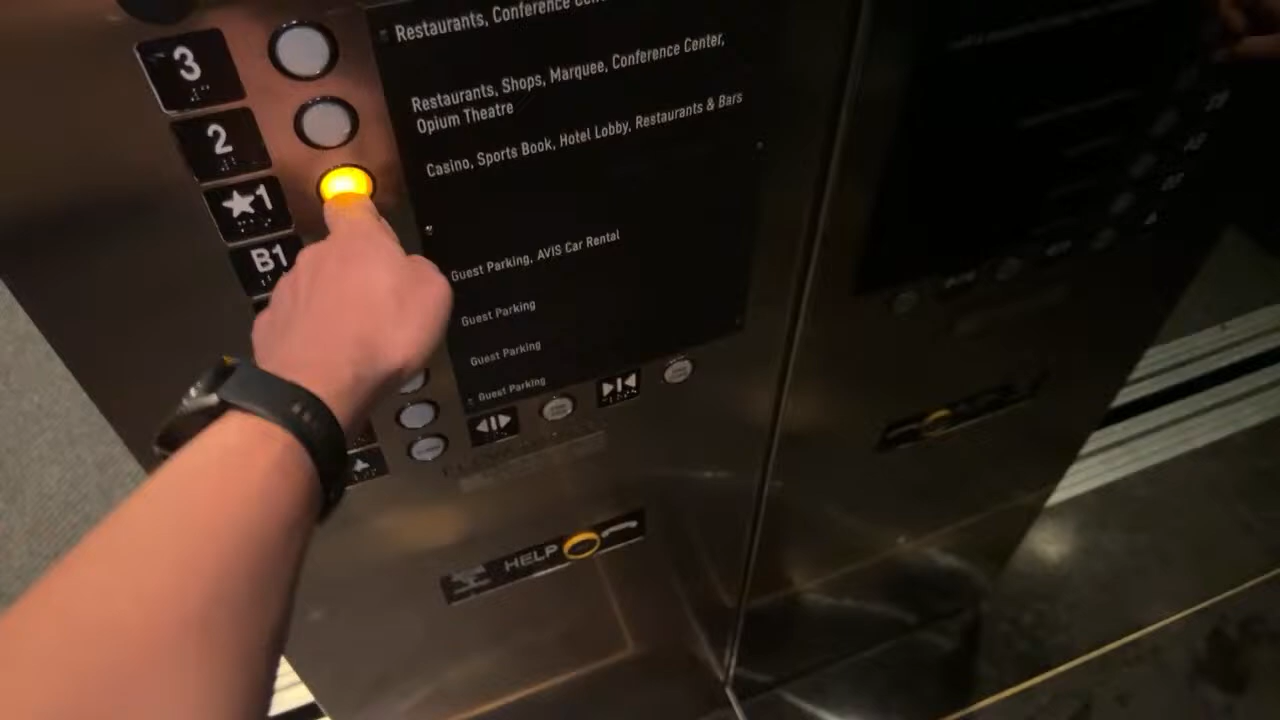 3
Restaurants, Conference
2
Restaurants, Shops, Marquee, Conference Center,
Opium Theatre
★1
Casino, Sports Book, Hotel Lobby, Restaurants & Bars
B1
Guest Parking, AVIS Car Rental
Guest Parking
Guest Parking
Guest Parking
HELP